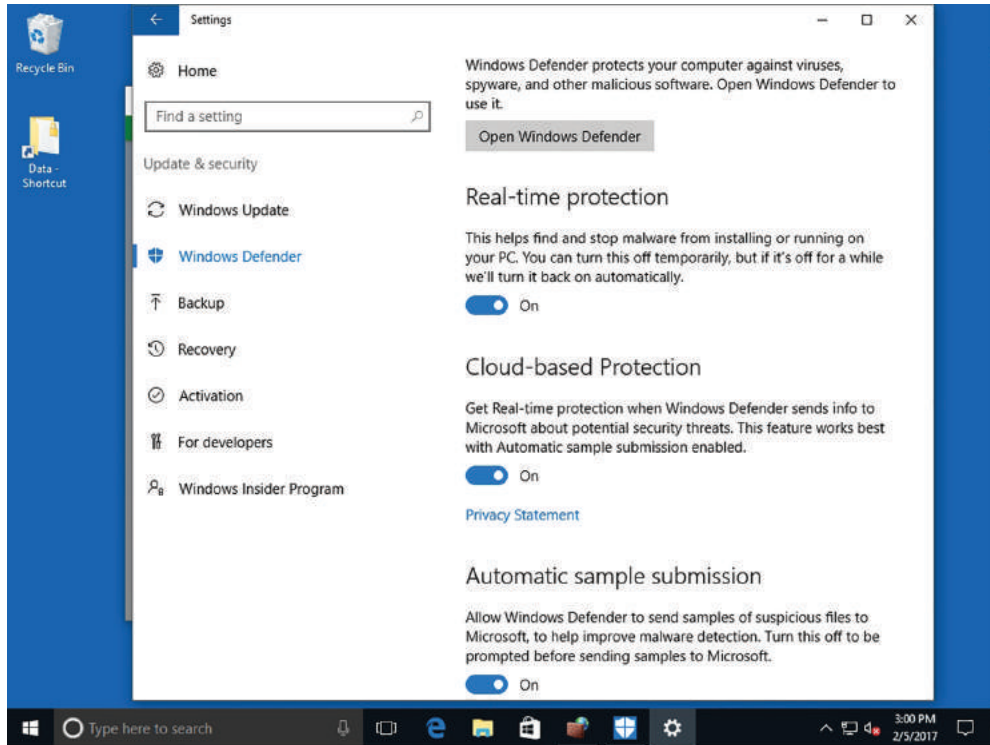 Recycle Bin
Data -
Shortcut
Settings
Home
Find a setting
Update & security
Windows Update
Windows Defender
Backup
Recovery
Activation
For developers
Windows Insider Program
Windows Defender protects your computer against viruses,
spyware, and other malicious software. Open Windows Defender to
use it.
Open Windows Defender
Real-time protection
This helps find and stop malware from installing or running on
your PC. You can turn this off temporarily, but if it's off for a while
we'll turn it back on automatically.
On
Cloud-based Protection
Get Real-time protection when Windows Defender sends info to
Microsoft about potential security threats. This feature works best
with Automatic sample submission enabled.
On
Privacy Statement
Automatic sample submission
Allow Windows Defender to send samples of suspicious files to
Microsoft, to help improve malware detection. Turn this off to be
prompted before sending samples to Microsoft.
On
Type here to search
3:00 PM
2/5/2017